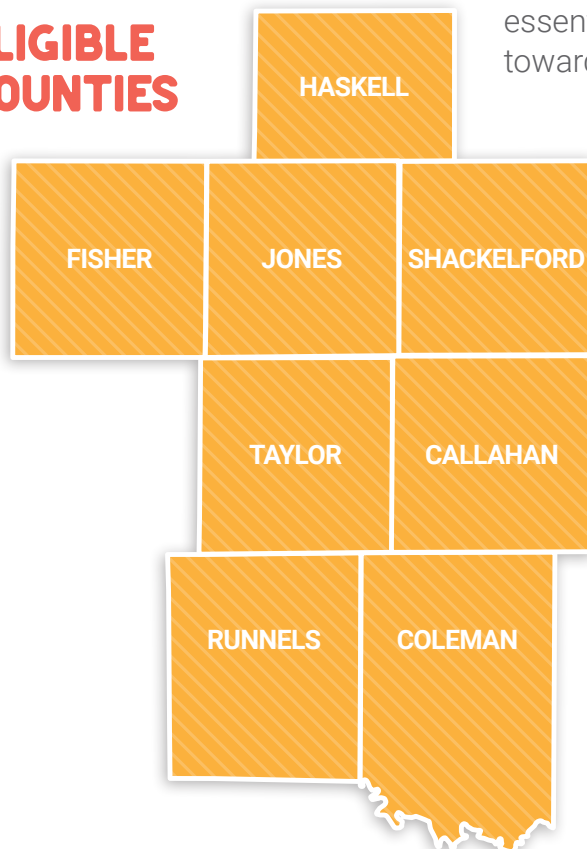 LIGIBLE
OUNTIES
essen
towar
HASKELL
FISHER
JONES
SHACKELFORD
TAYLOR
CALLAHAN
RUNNELS
COLEMAN